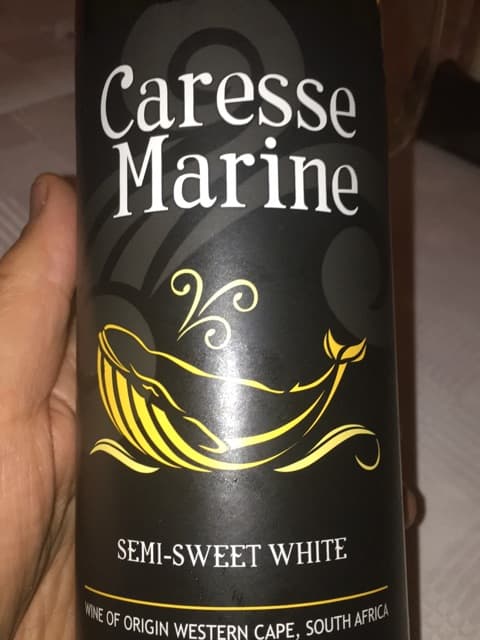 Caresse
Marine
SEMI-SWEET WHITE
WINE OF ORIGIN WESTERN CAPE, SOUTH AFRICA